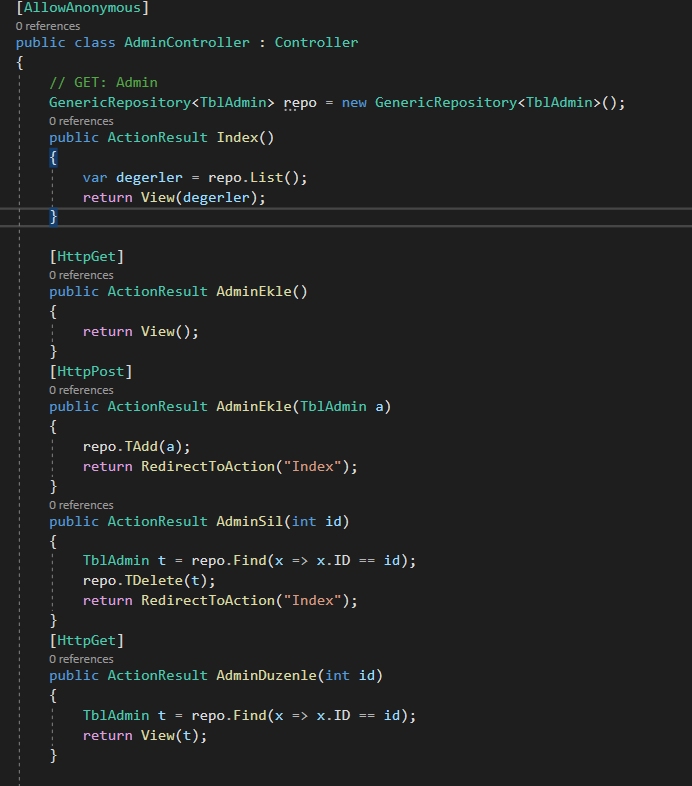 [AllowAnonymous]
0 references
public class AdminController : Controller
{
// GET: Admin
GenericRepository<TblAdmin> repo = new GenericRepository<TblAdmin>();
0 references
public ActionResult Index()
{
var degerler = repo.List();
return View(degerler);
}
[HttpGet]
0 references
public ActionResult AdminEkle()
{
return View();
}
[HttpPost]
0 references
public ActionResult AdminEkle(TblAdmin a)
{
repo.TAdd(a);
return RedirectToAction("Index");
}
0 references
public ActionResult AdminSil(int id)
{
TblAdmin t = repo.Find(x => x.ID == id);
repo.TDelete(t);
return RedirectToAction("Index");
}
[HttpGet]
0 references
public ActionResult AdminDuzenle(int id)
{
TblAdmin t = repo.Find(x => x.ID == id);
return View(t);
}